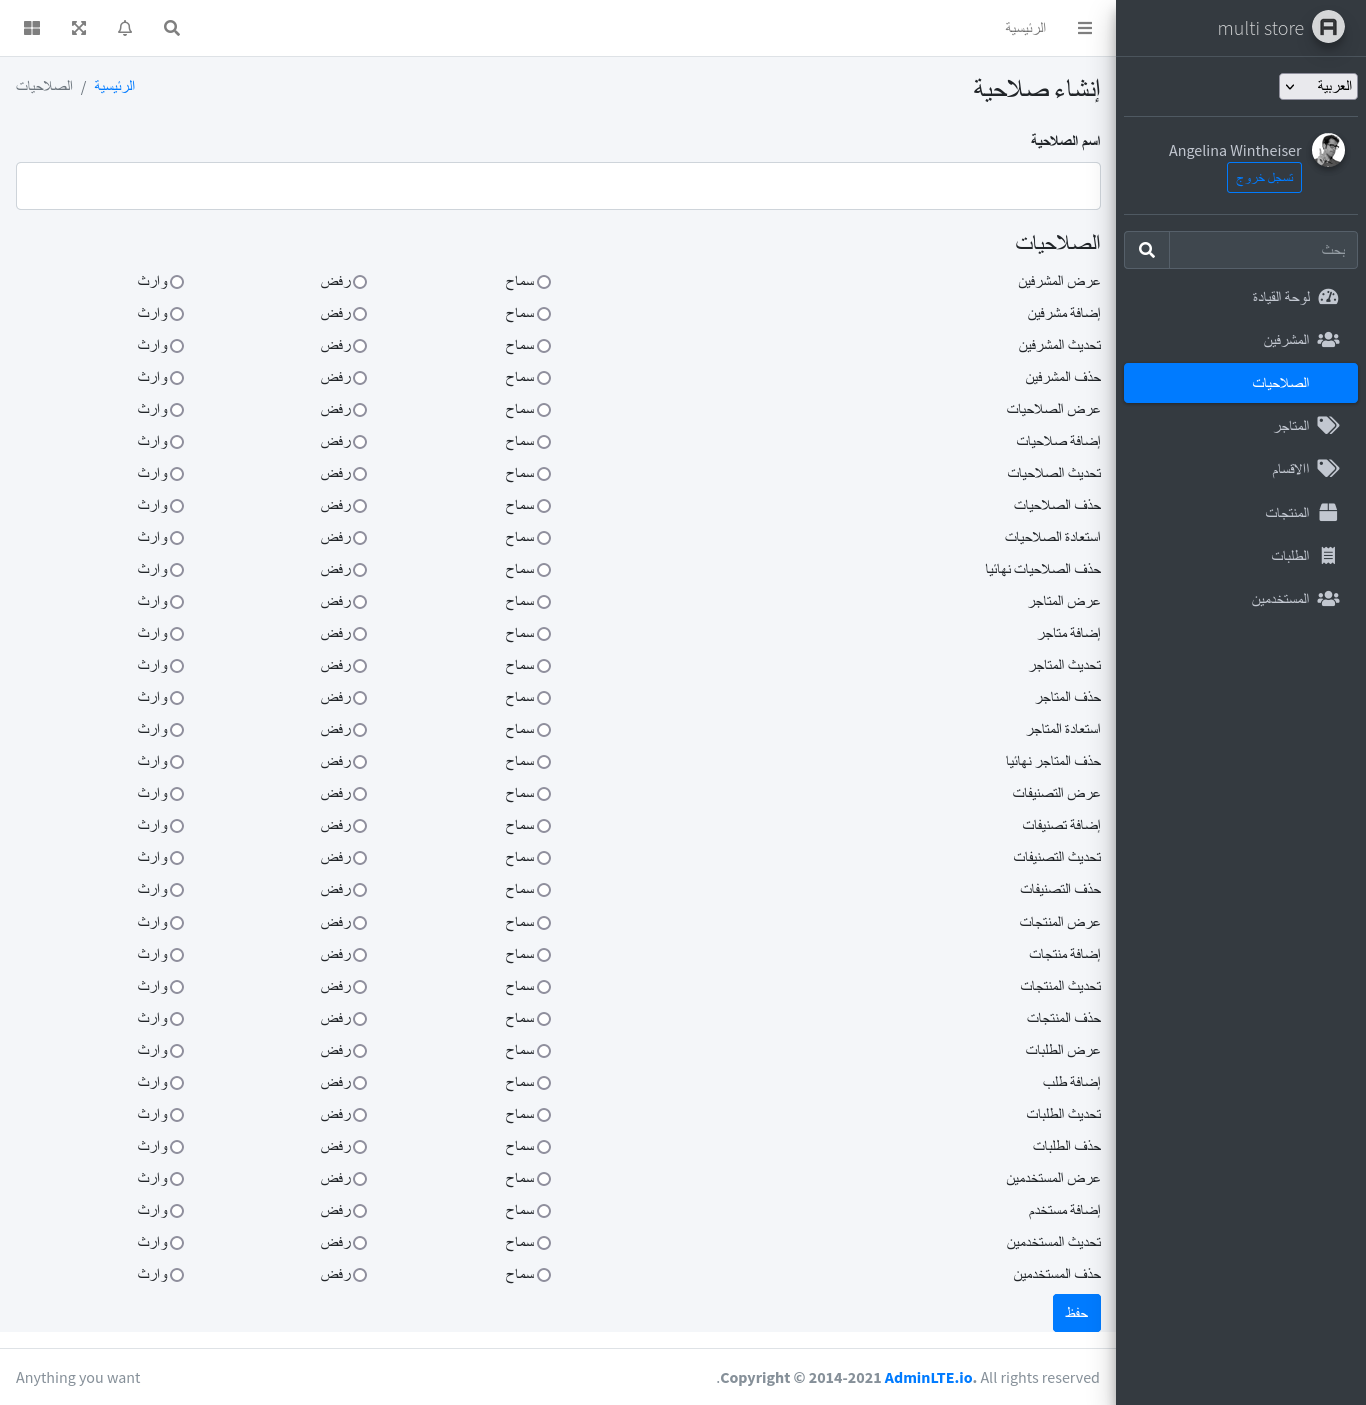 multi store
العربية
Angelina Wintheiser
تسجل خروج
بحث
لوحة القيادة
المشرفين
الصلاحيات
المتاجر
االاقسام
المنتجات
الطلبات
المستخدمين
الرئيسية
إنشاء صلاحية
الرئيسية / الصلاحيات
اسم الصلاحية
الصلاحيات
عرض المشرفين سماح رفض وارث
إضافة مشرفين سماح رفض وارث
تحديث المشرفين سماح رفض وارث
حذف المشرفين سماح رفض وارث
عرض الصلاحيات سماح رفض وارث
إضافة صلاحيات سماح رفض وارث
تحديث الصلاحيات سماح رفض وارث
حذف الصلاحيات سماح رفض وارث
استعادة الصلاحيات سماح رفض وارث
حذف الصلاحيات نهائيا سماح رفض وارث
عرض المتاجر سماح رفض وارث
إضافة متاجر سماح رفض وارث
تحديث المتاجر سماح رفض وارث
حذف المتاجر سماح رفض وارث
استعادة المتاجر سماح رفض وارث
حذف المتاجر نهائيا سماح رفض وارث
عرض التصنيفات سماح رفض وارث
إضافة تصنيفات سماح رفض وارث
تحديث التصنيفات سماح رفض وارث
حذف التصنيفات سماح رفض وارث
عرض المنتجات سماح رفض وارث
إضافة منتجات سماح رفض وارث
تحديث المنتجات سماح رفض وارث
حذف المنتجات سماح رفض وارث
عرض الطلبات سماح رفض وارث
إضافة طلب سماح رفض وارث
تحديث الطلبات سماح رفض وارث
حذف الطلبات سماح رفض وارث
عرض المستخدمين سماح رفض وارث
إضافة مستخدم سماح رفض وارث
تحديث المستخدمين سماح رفض وارث
حذف المستخدمين سماح رفض وارث
حفظ
.Copyright © 2014-2021 AdminLTE.io. All rights reserved
Anything you want